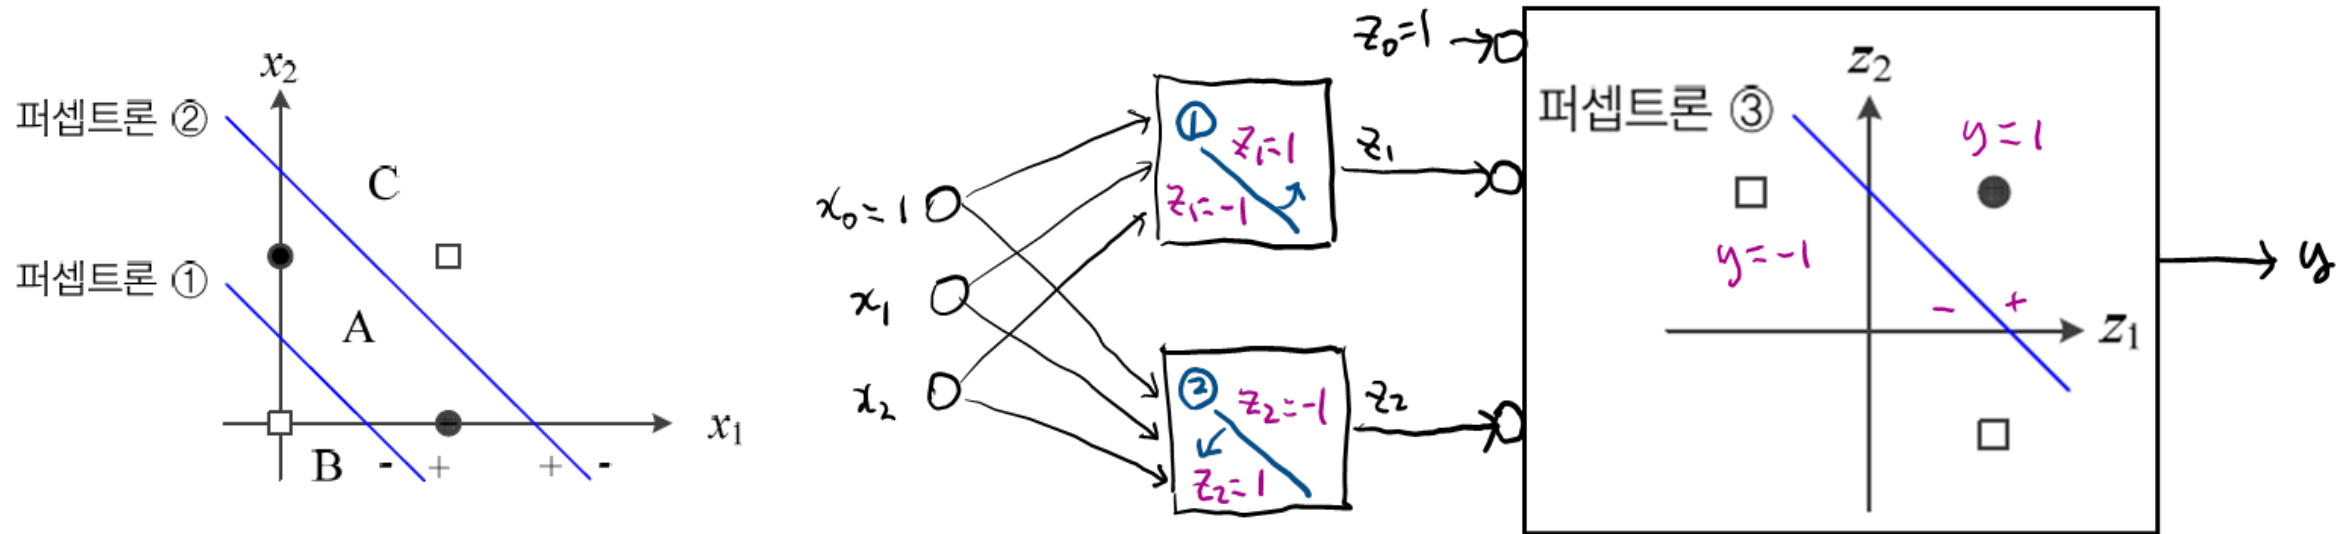 x₂
퍼셉트론 ②
C
퍼셉트론 ①
A
B
- +
+ -
x₁
x₀=1
x₁
x₂
①
z₁=1
z₁=-1
z₁
②
z₂=-1
z₂=1
z₂
z₀=1
z₂
퍼셉트론 ③
y=1
y=-1
- +
z₁
y